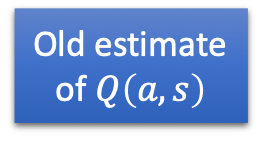 Old estimate
of Q(a, s)